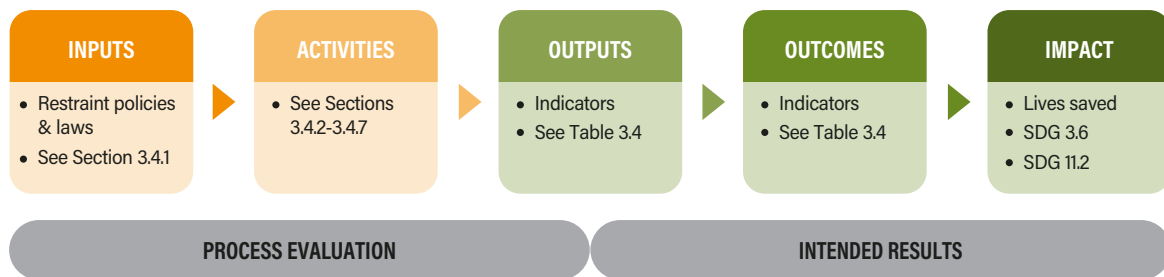 INPUTS
• Restraint policies
& laws
• See Section 3.4.1
ACTIVITIES
• See Sections
3.4.2-3.4.7
OUTPUTS
• Indicators
• See Table 3.4
OUTCOMES
• Indicators
• See Table 3.4
IMPACT
• Lives saved
• SDG 3.6
• SDG 11.2
PROCESS EVALUATION
INTENDED RESULTS